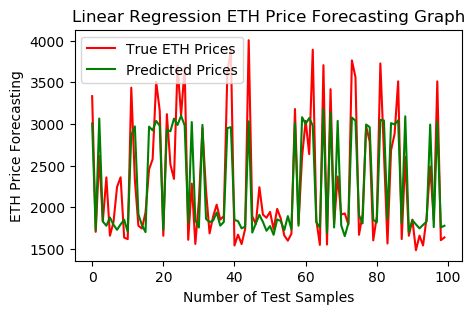 Linear Regression ETH Price Forecasting Graph
True ETH Prices
Predicted Prices
ETH Price Forecasting
4000
3500
3000
2500
2000
1500
0 20 40 60 80 100
Number of Test Samples